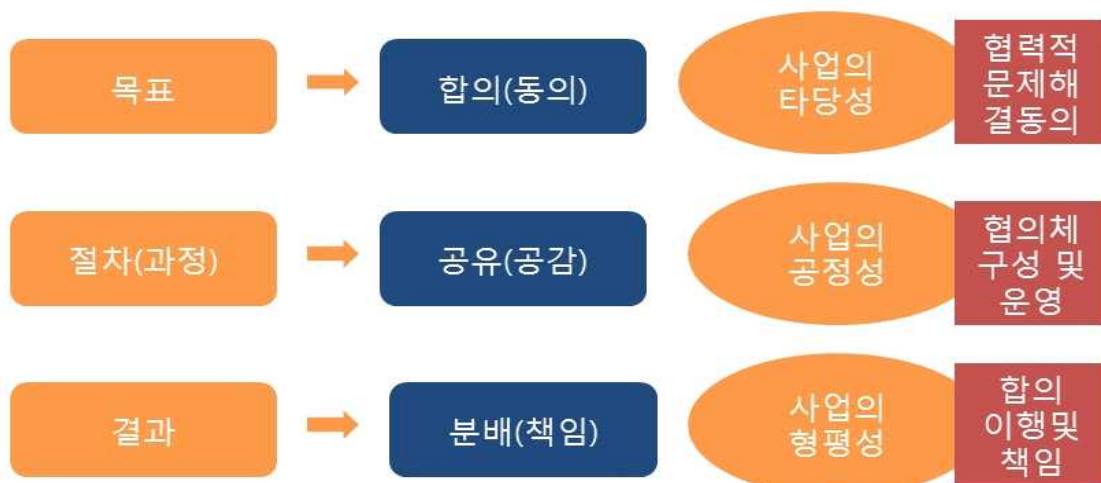 목표
합의(동의)
사업의
타당성
협력적
문제해
결동의
절차(과정)
공유(공감)
사업의
공정성
협의체
구성 및
운영
결과
분배(책임)
사업의
형평성
합의
이행및
책임